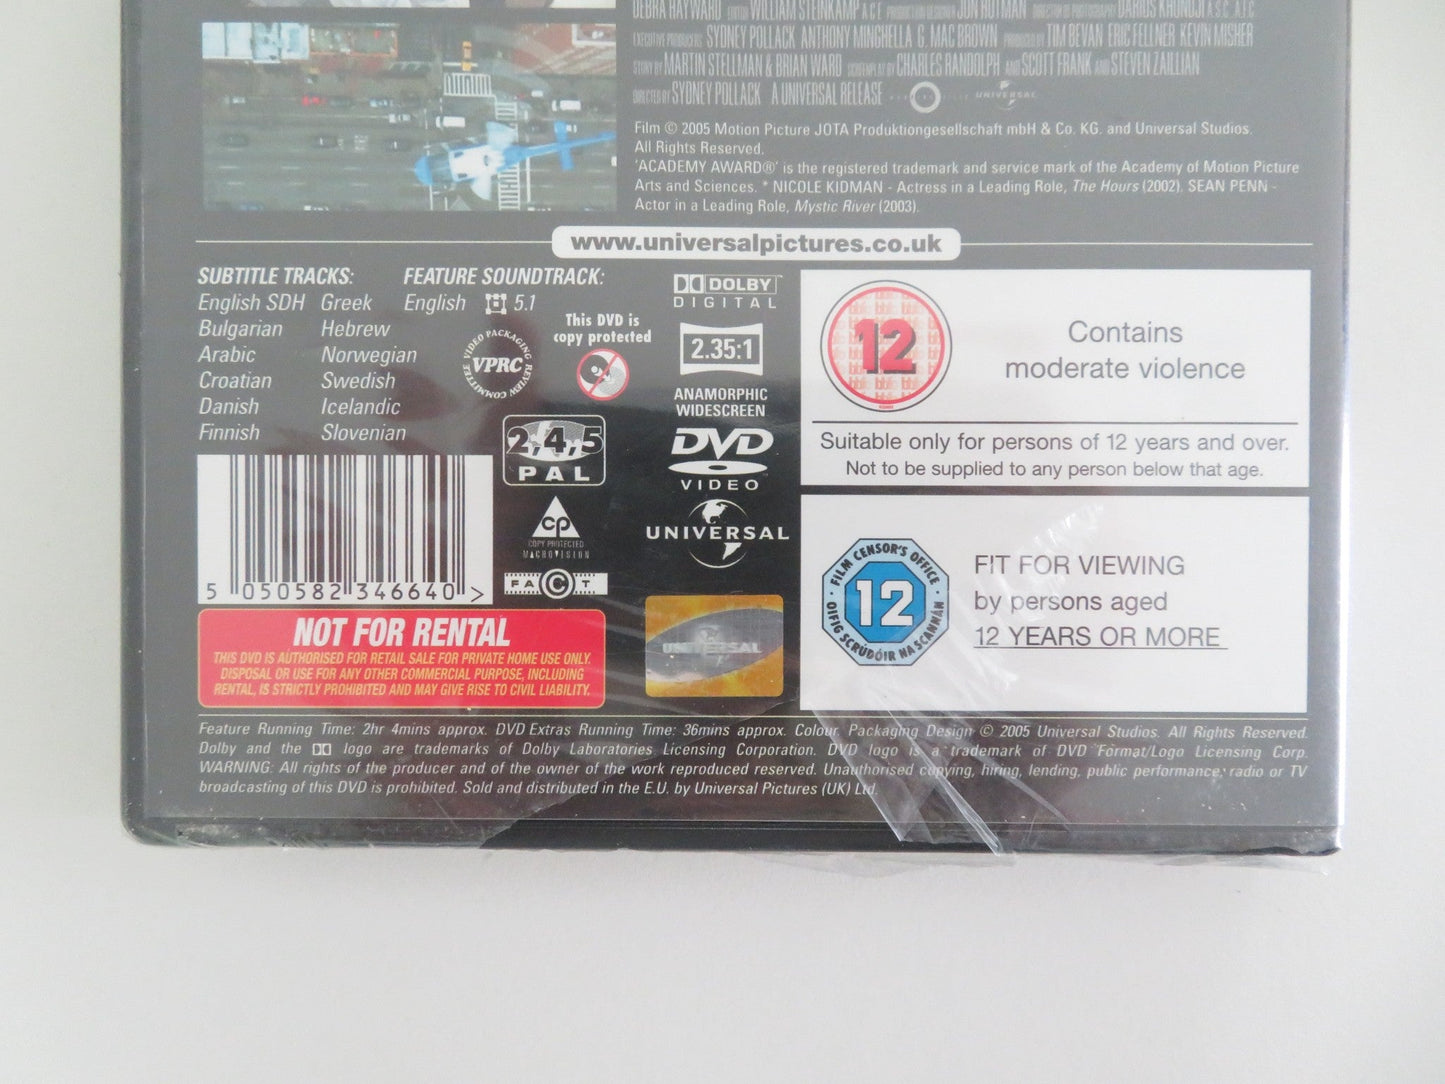 DEBRA HAYWARD EDITED BY WILLIAM STEINKAMP A.C.E. PRODUCTION DESIGNER JON HUTMAN DIRECTOR OF PHOTOGRAPHY DARIUS KHONDJI A.S.C. A.F.C.
EXECUTIVE PRODUCERS SYDNEY POLLACK ANTHONY MINGHELLA G. MAC BROWN PRODUCED BY TIM BEVAN ERIC FELLNER KEVIN MISHER
STORY BY MARTIN STELLMAN & BRIAN WARD SCREENPLAY BY CHARLES RANDOLPH AND SCOTT FRANK AND STEVEN ZAILLIAN
DIRECTED BY SYDNEY POLLACK A UNIVERSAL RELEASE UNIVERSAL
Film © 2005 Motion Picture JOTA Produktiongesellschaft mbH & Co. KG. and Universal Studios.
All Rights Reserved.
'ACADEMY AWARD®' is the registered trademark and service mark of the Academy of Motion Picture
Arts and Sciences. * NICOLE KIDMAN - Actress in a Leading Role, The Hours (2002). SEAN PENN -
Actor in a Leading Role, Mystic River (2003).
www.universalpictures.co.uk
SUBTITLE TRACKS:
English SDH Greek
Bulgarian Hebrew
Arabic Norwegian
Croatian Swedish
Danish Icelandic
Finnish Slovenian
FEATURE SOUNDTRACK:
English 5.1
VIDEO PACKAGING REVIEW COMMITTEE
VPRC
This DVD is
copy protected
2,4,5
PAL
CP
COPY PROTECTED
MACROVISION
FACT
DOLBY
DIGITAL
2.35:1
ANAMORPHIC
WIDESCREEN
DVD
VIDEO
UNIVERSAL
UNIVERSAL
12
Contains
moderate violence
Suitable only for persons of 12 years and over.
Not to be supplied to any person below that age.
FILM CENSOR'S OFFICE
12
OIFIG SCRÚDÓIR NA SCANNÁN
FIT FOR VIEWING
by persons aged
12 YEARS OR MORE
5 050582 346640 >
NOT FOR RENTAL
THIS DVD IS AUTHORISED FOR RETAIL SALE FOR PRIVATE HOME USE ONLY.
DISPOSAL OR USE FOR ANY OTHER COMMERCIAL PURPOSE, INCLUDING
RENTAL, IS STRICTLY PROHIBITED AND MAY GIVE RISE TO CIVIL LIABILITY.
Feature Running Time: 2hr 4mins approx. DVD Extras Running Time: 36mins approx. Colour. Packaging Design © 2005 Universal Studios. All Rights Reserved.
Dolby and the logo are trademarks of Dolby Laboratories Licensing Corporation. DVD logo is a trademark of DVD Format/Logo Licensing Corp.
WARNING: All rights of the producer and of the owner of the work reproduced reserved. Unauthorised copying, hiring, lending, public performance, radio or TV
broadcasting of this DVD is prohibited. Sold and distributed in the E.U. by Universal Pictures (UK) Ltd.